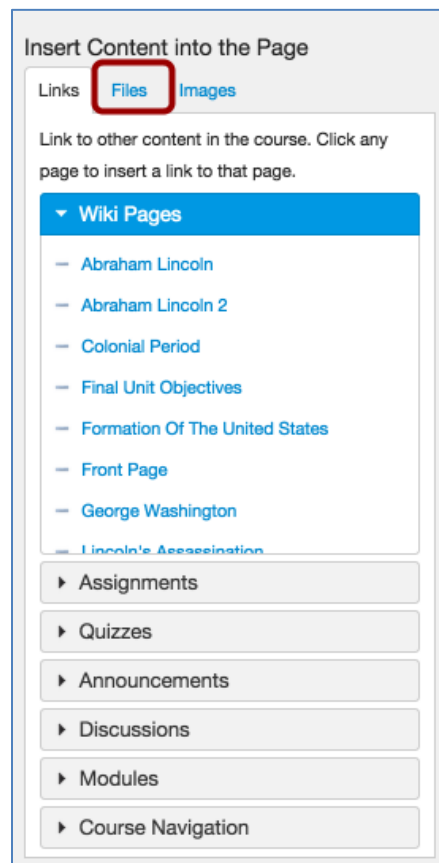 Insert Content into the Page
Links Files Images
Link to other content in the course. Click any
page to insert a link to that page.
Wiki Pages
Abraham Lincoln
Abraham Lincoln 2
Colonial Period
Final Unit Objectives
Formation Of The United States
Front Page
George Washington
Lincoln's Assassination
Assignments
Quizzes
Announcements
Discussions
Modules
Course Navigation